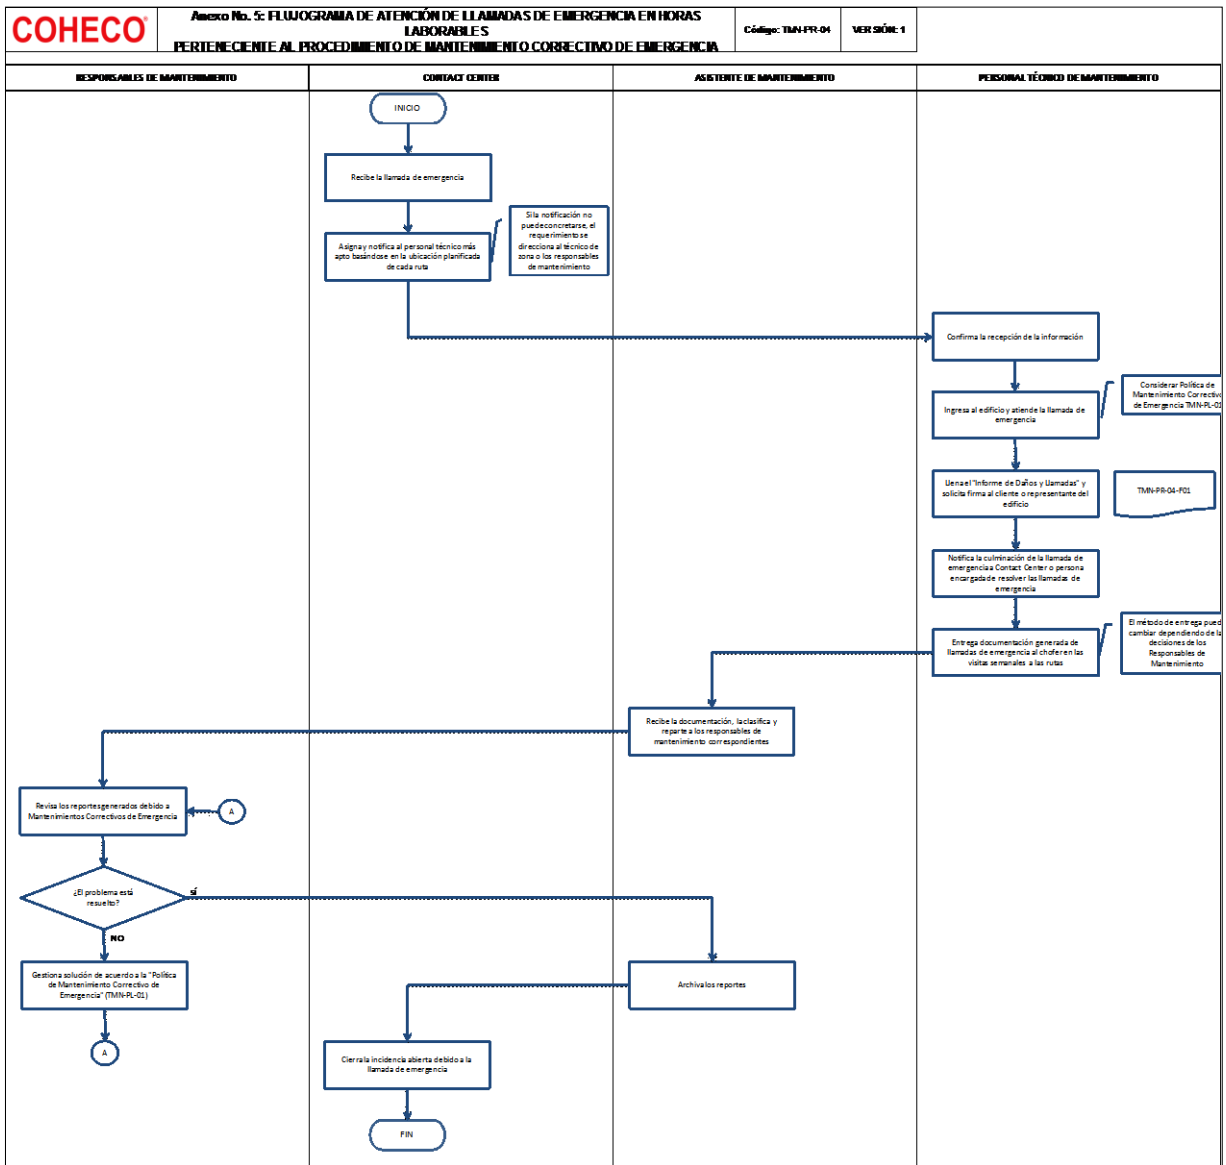 COHECO®
Anexo No. 5: FLUJOGRAMA DE ATENCIÓN DE LLAMADAS DE EMERGENCIA EN HORAS
LABORABLES
PERTENECIENTE AL PROCEDIMIENTO DE MANTENIMIENTO CORRECTIVO DE EMERGENCIA
Código: TMN-PR-04
VERSIÓN: 1
RESPONSABLES DE MANTENIMIENTO
CONTACT CENTER
ASISTENTE DE MANTENIMIENTO
PERSONAL TÉCNICO DE MANTENIMIENTO
INICIO
Recibe la llamada de emergencia
Asigna y notifica al personal técnico más
apto basándose en la ubicación planificada
de cada ruta
Si la notificación no
puede concretarse, el
requerimiento se
direcciona al técnico de
zona o los responsables
de mantenimiento
Confirma la recepción de la información
Ingresa al edificio y atiende la llamada de
emergencia
Considerar Política de
Mantenimiento Correctivo
de Emergencia TMN-PL-01
Llena el "Informe de Daños y Llamadas" y
solicita firma al cliente o representante del
edificio
TMN-PR-04-F01
Notifica la culminación de la llamada de
emergencia a Contact Center o persona
encargada de resolver las llamadas de
emergencia
Entrega documentación generada de
llamadas de emergencia al chofer en las
visitas semanales a las rutas
El método de entrega pued
cambiar dependiendo de la
decisiones de los
Responsables de
Mantenimiento
Recibe la documentación, la clasifica y
reparte a los responsables de
mantenimiento correspondientes
Revisa los reportes generados debido a
Mantenimientos Correctivos de Emergencia
A
¿El problema está
resuelto?
SÍ
NO
Gestiona solución de acuerdo a la "Política
de Mantenimiento Correctivo de
Emergencia" (TMN-PL-01)
A
Archiva los reportes
Cierra la incidencia abierta debido a la
llamada de emergencia
FIN